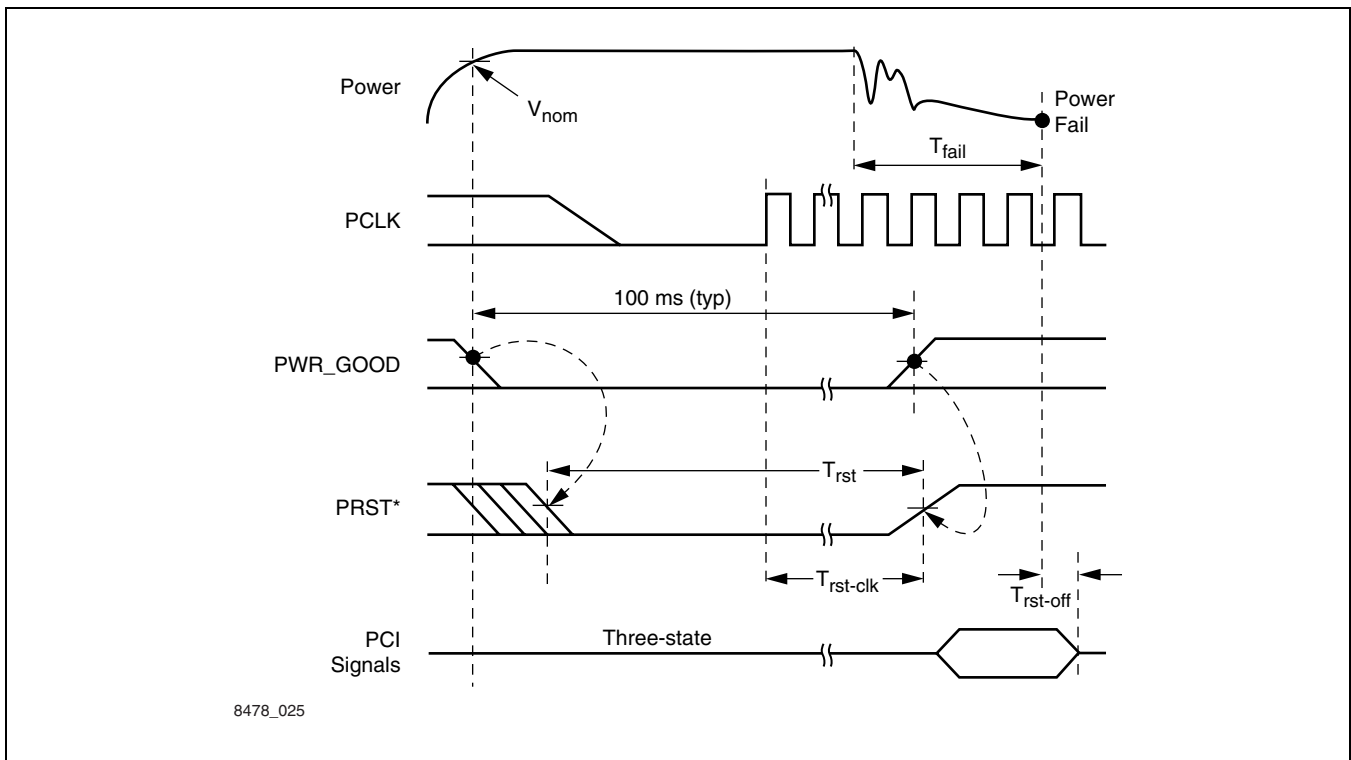 Power
V_nom
Power
Fail
T_fail
PCLK
100 ms (typ)
PWR_GOOD
T_rst
PRST*
T_rst-clk
T_rst-off
PCI
Signals
Three-state
8478_025